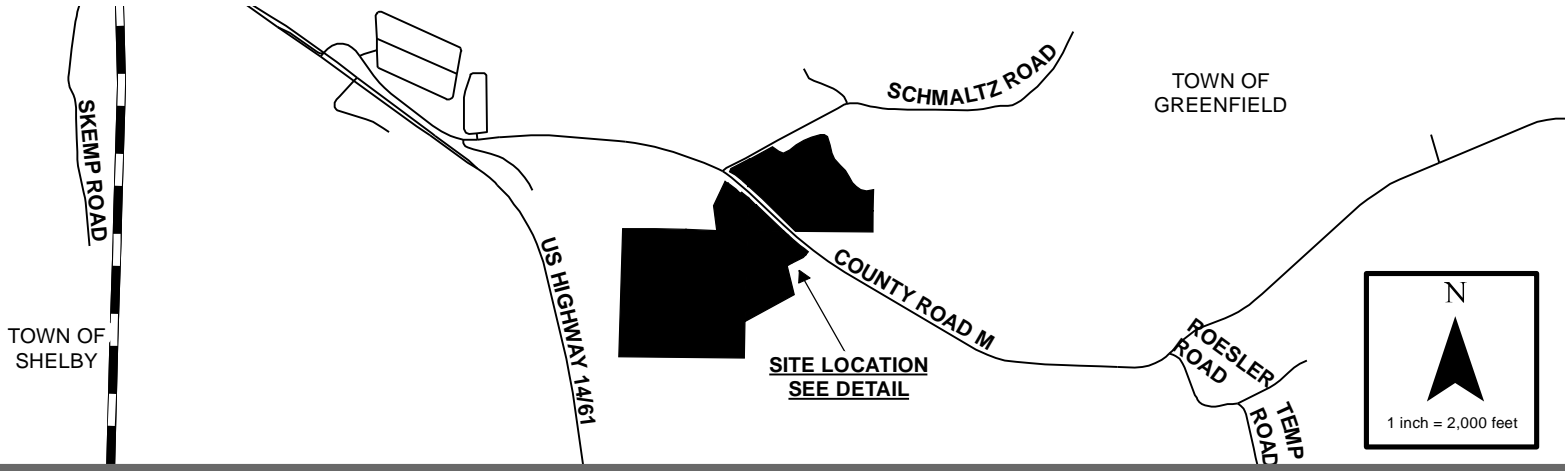 SCHMALTZ ROAD
TOWN OF
GREENFIELD
SKEMP ROAD
US HIGHWAY 14/61
COUNTY ROAD M
TOWN OF
SHELBY
SITE LOCATION
SEE DETAIL
ROESLER
ROAD
TEMP
ROAD
N
1 inch = 2,000 feet